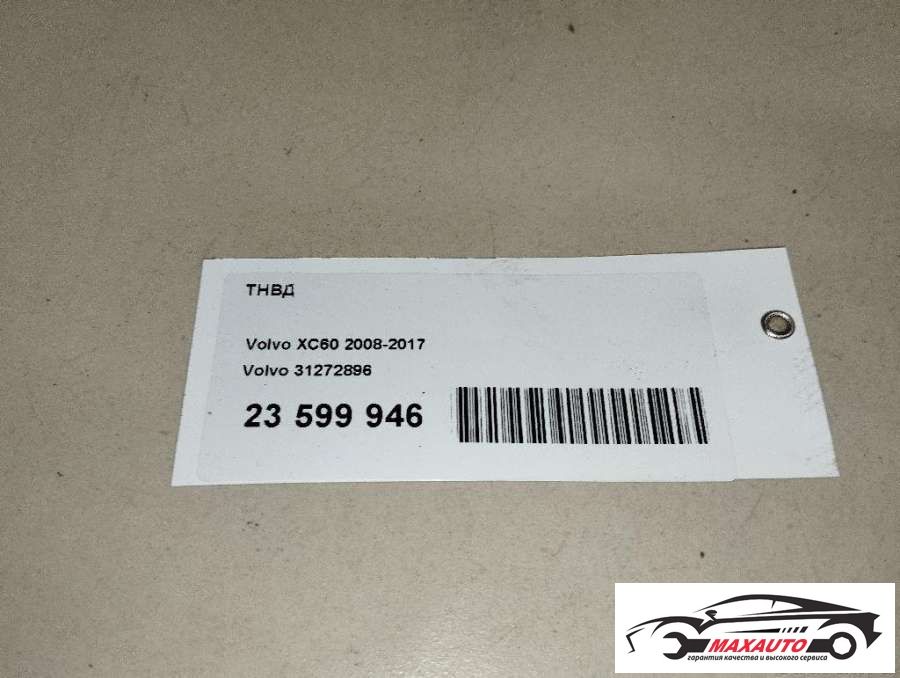 ТНВД
Volvo XC60 2008-2017
Volvo 31272896
23 599 946
MAXAUTO
гарантия качества и высокого сервиса